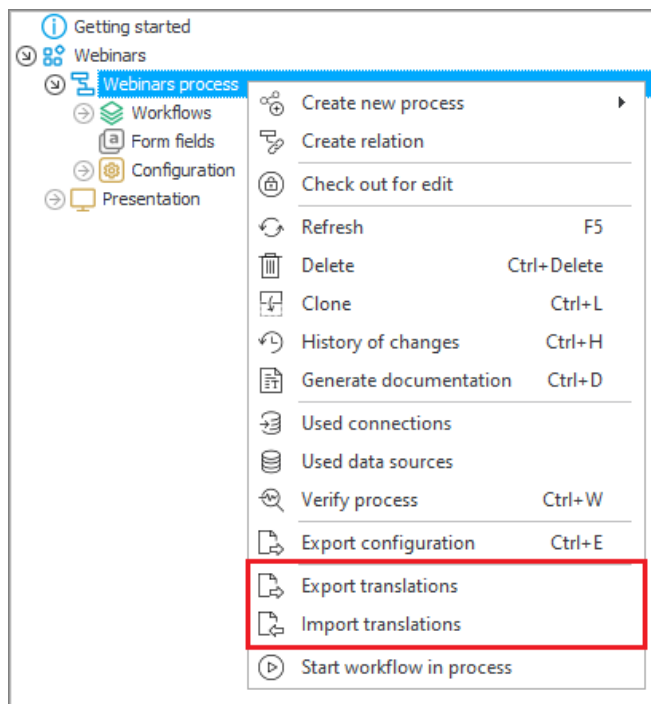 Getting started
Webinars
Webinars process
Workflows
Form fields
Configuration
Presentation
Create new process
Create relation
Check out for edit
Refresh F5
Delete Ctrl+Delete
Clone Ctrl+L
History of changes Ctrl+H
Generate documentation Ctrl+D
Used connections
Used data sources
Verify process Ctrl+W
Export configuration Ctrl+E
Export translations
Import translations
Start workflow in process